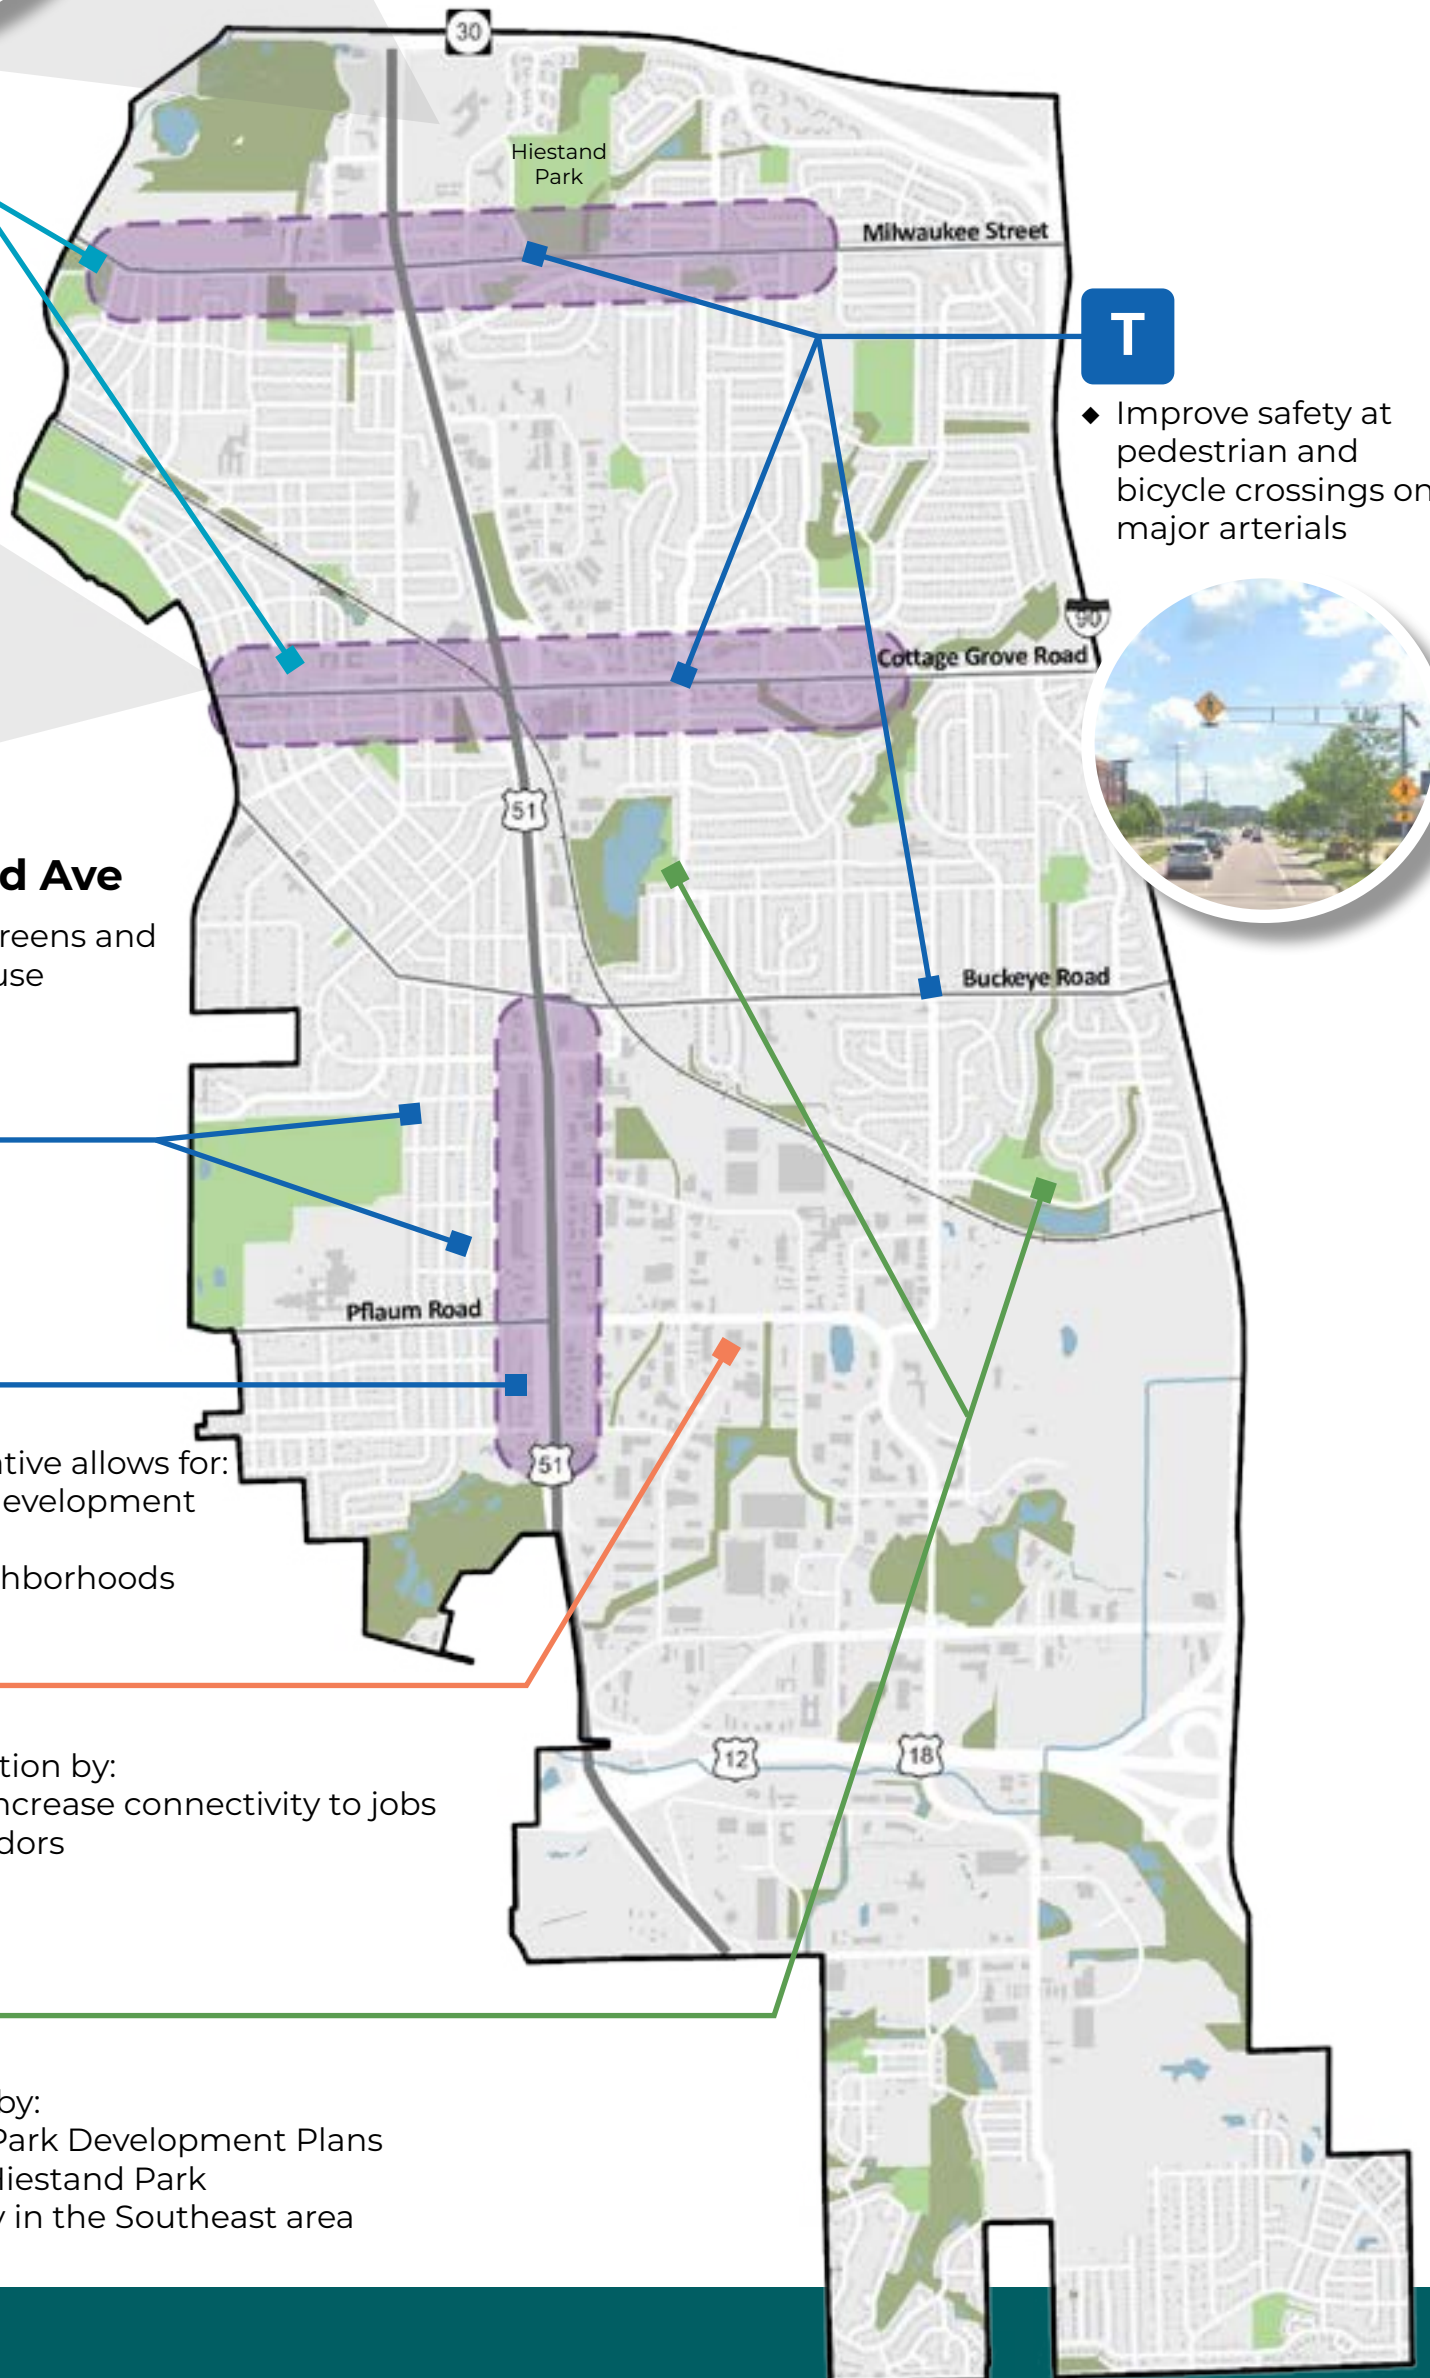 30
Hiestand
Park
Milwaukee Street
T
◆ Improve safety at
pedestrian and
bicycle crossings on
major arterials
90
Cottage Grove Road
51
d Ave
reens and
use
Buckeye Road
Pflaum Road
51
ative allows for:
evelopment
hborhoods
12
18
tion by:
ncrease connectivity to jobs
dors
by:
Park Development Plans
Hiestand Park
y in the Southeast area